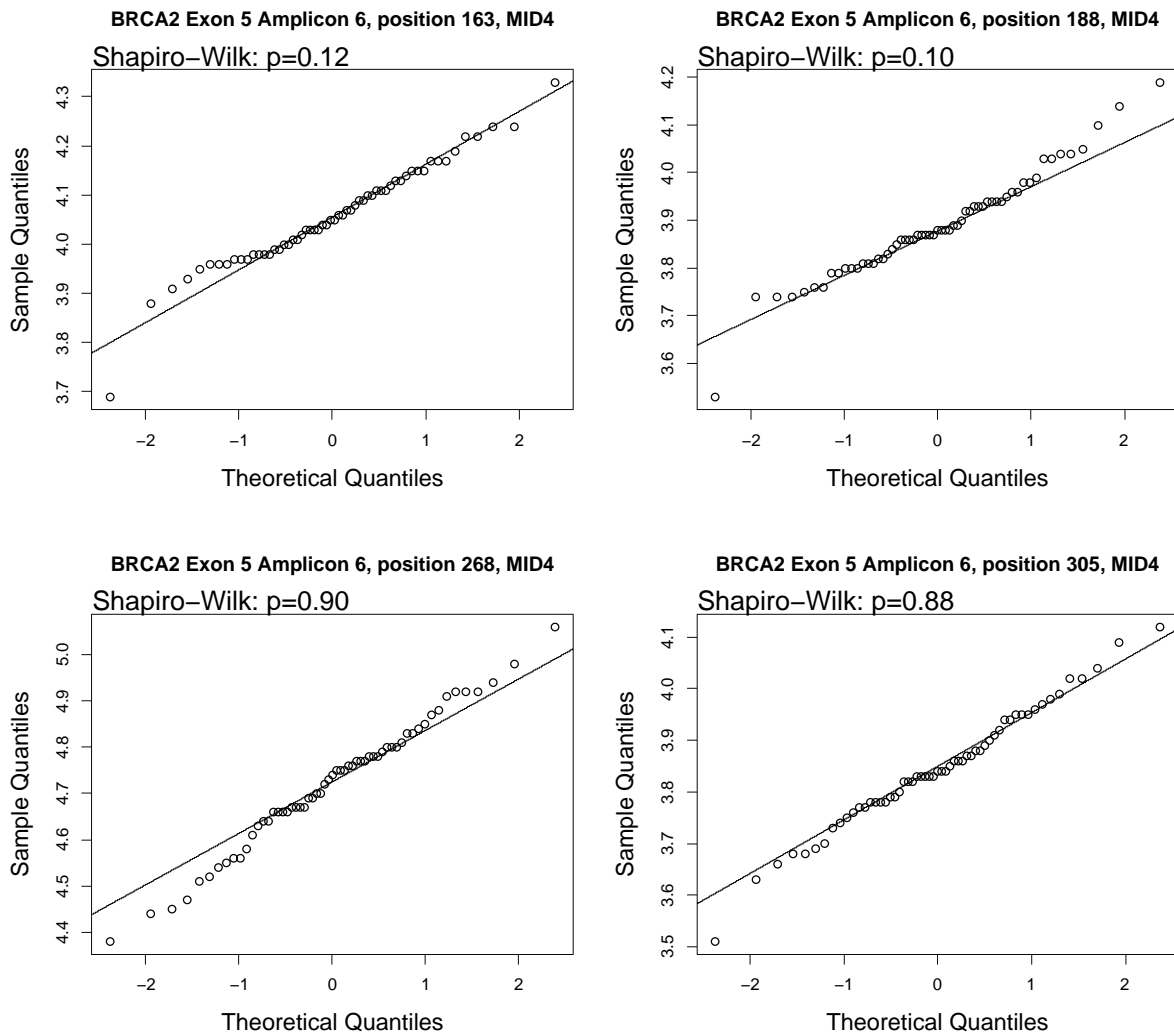 BRCA2 Exon 5 Amplicon 6, position 163, MID4
Shapiro−Wilk: p=0.12
Sample Quantiles
4.3
4.2
4.1
4.0
3.9
3.8
3.7
−2 −1 0 1 2
Theoretical Quantiles
BRCA2 Exon 5 Amplicon 6, position 188, MID4
Shapiro−Wilk: p=0.10
Sample Quantiles
4.2
4.1
4.0
3.9
3.8
3.7
3.6
−2 −1 0 1 2
Theoretical Quantiles
BRCA2 Exon 5 Amplicon 6, position 268, MID4
Shapiro−Wilk: p=0.90
Sample Quantiles
5.0
4.9
4.8
4.7
4.6
4.5
4.4
−2 −1 0 1 2
Theoretical Quantiles
BRCA2 Exon 5 Amplicon 6, position 305, MID4
Shapiro−Wilk: p=0.88
Sample Quantiles
4.1
4.0
3.9
3.8
3.7
3.6
3.5
−2 −1 0 1 2
Theoretical Quantiles